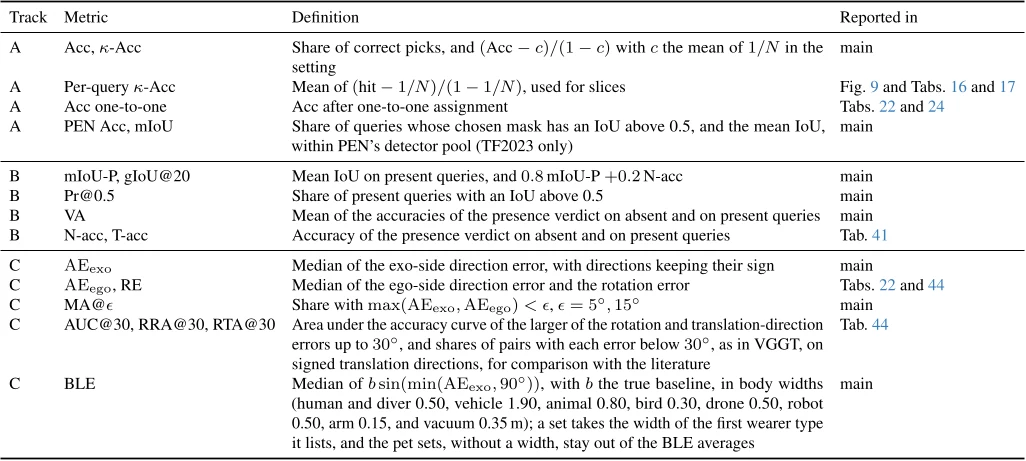 Track Metric Definition Reported in
A Acc, κ-Acc Share of correct picks, and (Acc − c)/(1 − c) with c the mean of 1/N in the main
setting
A Per-query κ-Acc Mean of (hit − 1/N)/(1 − 1/N), used for slices Fig. 9 and Tabs. 16 and 17
A Acc one-to-one Acc after one-to-one assignment Tabs. 22 and 24
A PEN Acc, mIoU Share of queries whose chosen mask has an IoU above 0.5, and the mean IoU, main
within PEN's detector pool (TF2023 only)
B mIoU-P, gIoU@20 Mean IoU on present queries, and 0.8 mIoU-P +0.2 N-acc main
B Pr@0.5 Share of present queries with an IoU above 0.5 main
B VA Mean of the accuracies of the presence verdict on absent and on present queries main
B N-acc, T-acc Accuracy of the presence verdict on absent and on present queries Tab. 41
C AEexo Median of the exo-side direction error, with directions keeping their sign main
C AEego, RE Median of the ego-side direction error and the rotation error Tabs. 22 and 44
C MA@ϵ Share with max(AEexo, AEego) < ϵ, ϵ = 5°, 15° main
C AUC@30, RRA@30, RTA@30 Area under the accuracy curve of the larger of the rotation and translation-direction Tab. 44
errors up to 30°, and shares of pairs with each error below 30°, as in VGGT, on
signed translation directions, for comparison with the literature
C BLE Median of b sin(min(AEexo, 90°)), with b the true baseline, in body widths main
(human and diver 0.50, vehicle 1.90, animal 0.80, bird 0.30, drone 0.50, robot
0.50, arm 0.15, and vacuum 0.35 m); a set takes the width of the first wearer type
it lists, and the pet sets, without a width, stay out of the BLE averages